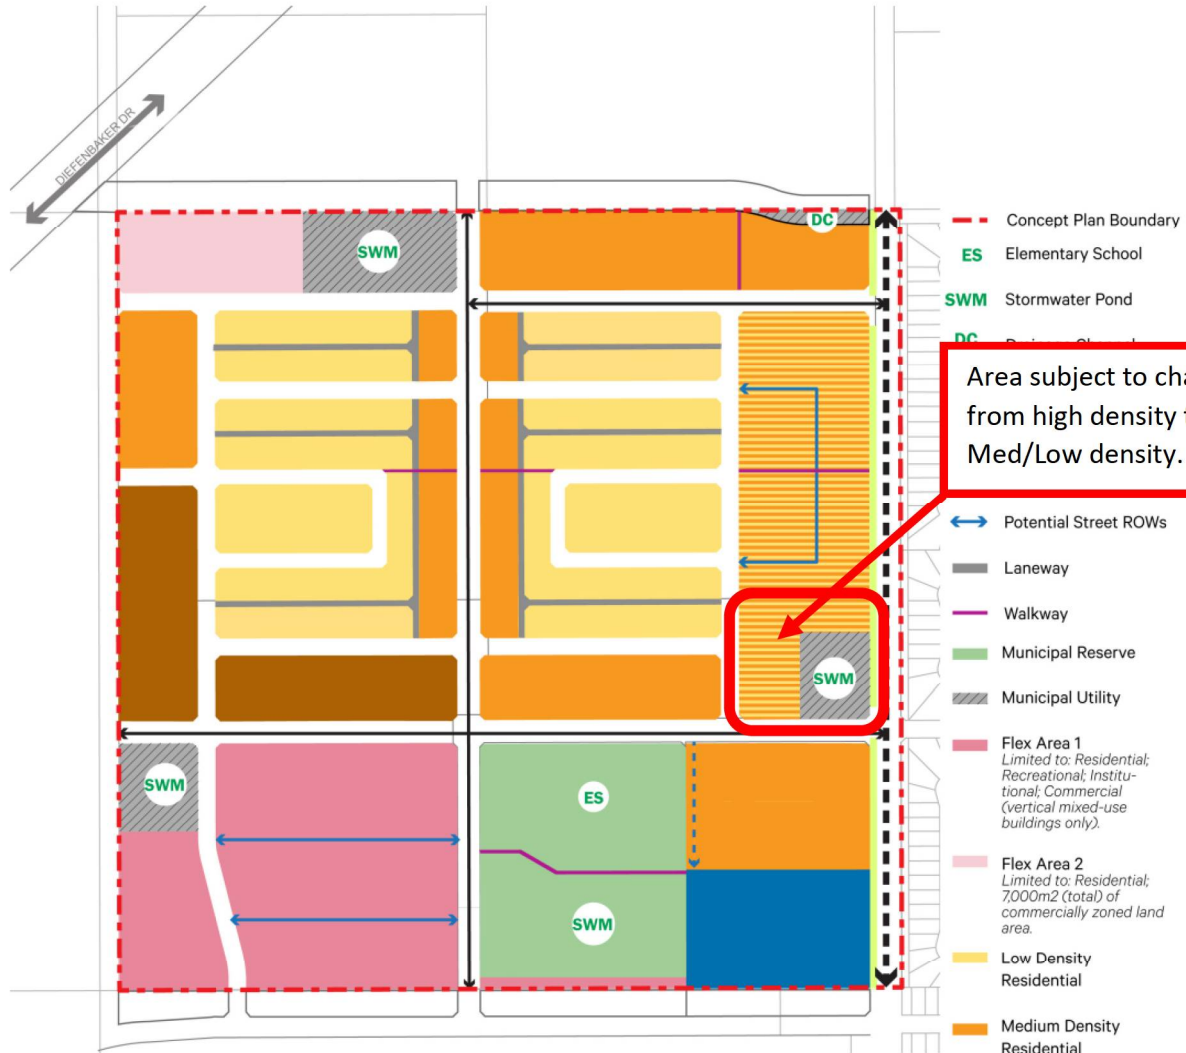 DIEFENBAKER DR
SWM
DC
SWM
SWM
ES
SWM
Concept Plan Boundary
ES Elementary School
SWM Stormwater Pond
DC
Area subject to
from high density
Med/Low density.
Potential Street ROWs
Laneway
Walkway
Municipal Reserve
Municipal Utility
Flex Area 1
Limited to: Residential;
Recreational; Institu-
tional; Commercial
(vertical mixed-use
buildings only).
Flex Area 2
Limited to: Residential;
7,000m2 (total) of
commercially zoned land
area.
Low Density
Residential
Medium Density
Residential